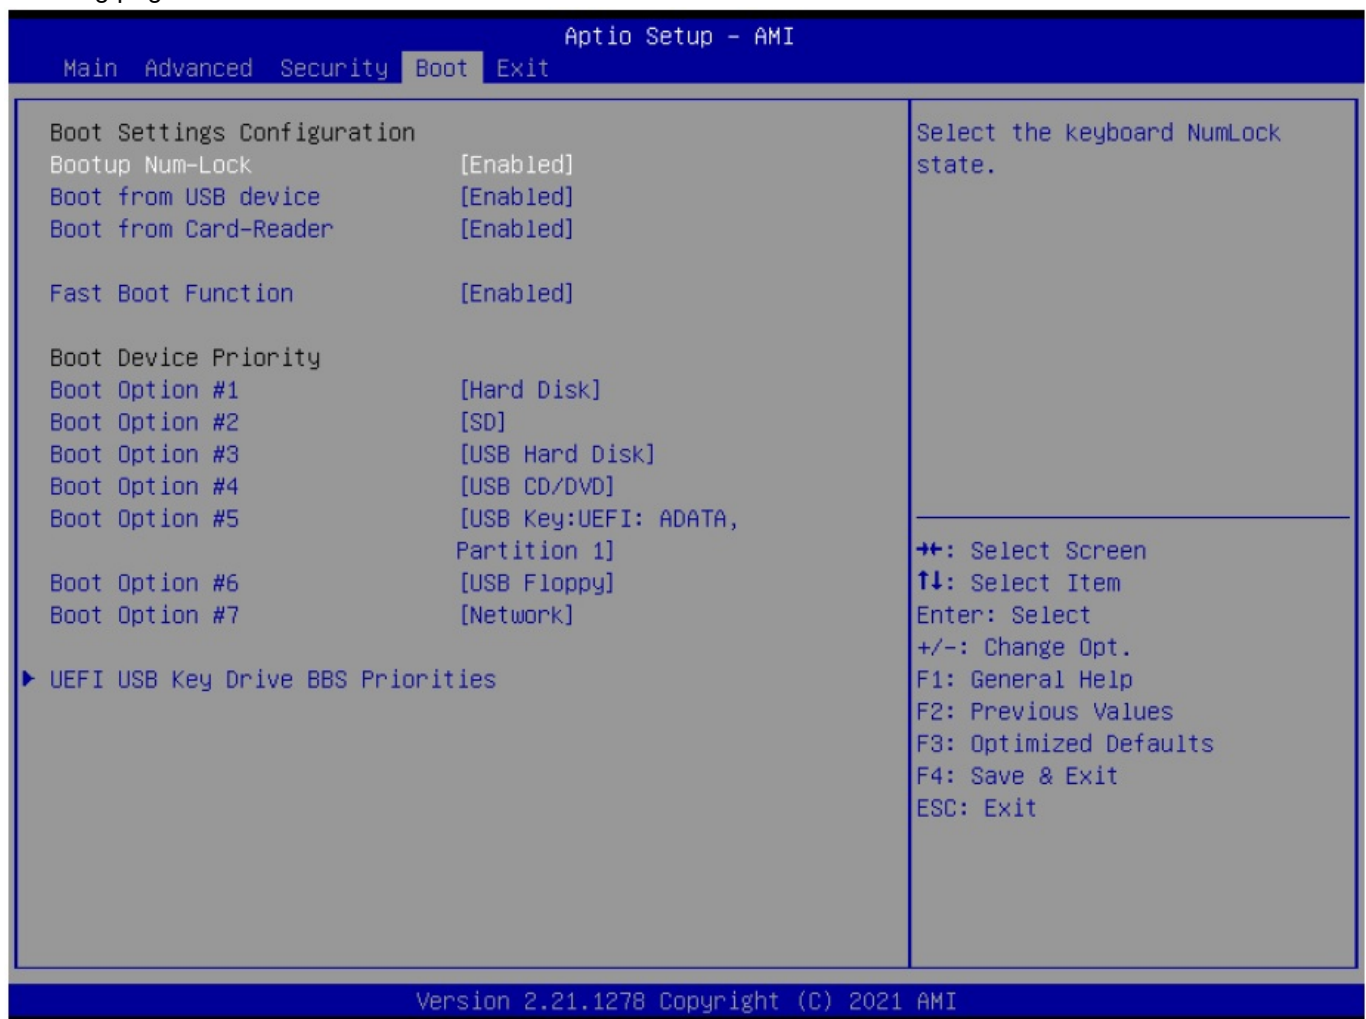 Aptio Setup – AMI
Main Advanced Security Boot Exit
Boot Settings Configuration
Bootup Num-Lock [Enabled]
Boot from USB device [Enabled]
Boot from Card-Reader [Enabled]
Fast Boot Function [Enabled]
Boot Device Priority
Boot Option #1 [Hard Disk]
Boot Option #2 [SD]
Boot Option #3 [USB Hard Disk]
Boot Option #4 [USB CD/DVD]
Boot Option #5 [USB Key:UEFI: ADATA,
Partition 1]
Boot Option #6 [USB Floppy]
Boot Option #7 [Network]
UEFI USB Key Drive BBS Priorities
Select the keyboard NumLock
state.
→←: Select Screen
↑↓: Select Item
Enter: Select
+/-: Change Opt.
F1: General Help
F2: Previous Values
F3: Optimized Defaults
F4: Save & Exit
ESC: Exit
Version 2.21.1278 Copyright (C) 2021 AMI